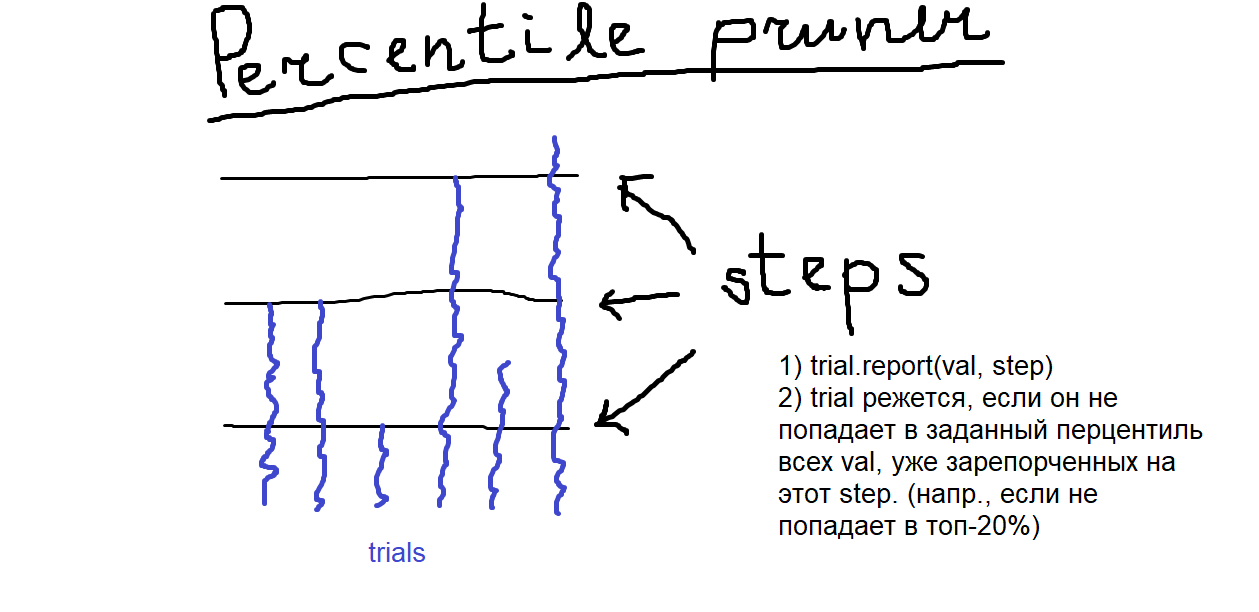 Percentile pruner
steps
1) trial.report(val, step)
2) trial режется, если он не
попадает в заданный перцентиль
всех val, уже зарепорченных на
этот step. (напр., если не
попадает в топ-20%)
trials